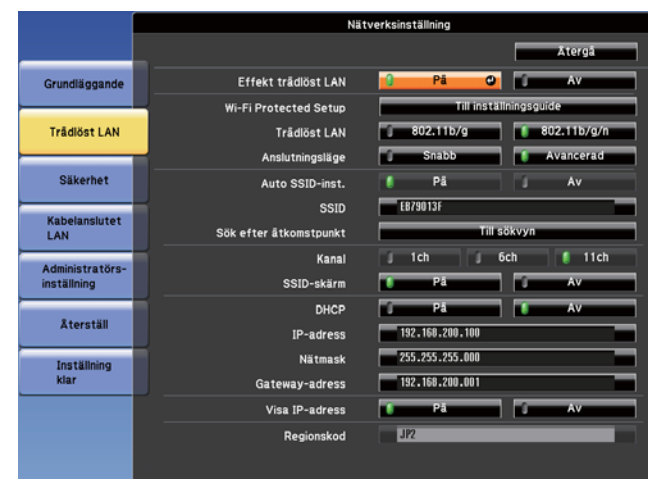 Nätverksinställning
Återgå
Grundläggande
Trådlöst LAN
Säkerhet
Kabelanslutet
LAN
Administratörs-
inställning
Återställ
Inställning
klar
Effekt trådlöst LAN På Av
Wi-Fi Protected Setup Till inställningsguide
Trådlöst LAN 802.11b/g 802.11b/g/n
Anslutningsläge Snabb Avancerad
Auto SSID-inst. På Av
SSID EB79013F
Sök efter åtkomstpunkt Till sökvyn
Kanal 1ch 6ch 11ch
SSID-skärm På Av
DHCP På Av
IP-adress 192.168.200.100
Nätmask 255.255.255.000
Gateway-adress 192.168.200.001
Visa IP-adress På Av
Regionskod JP2